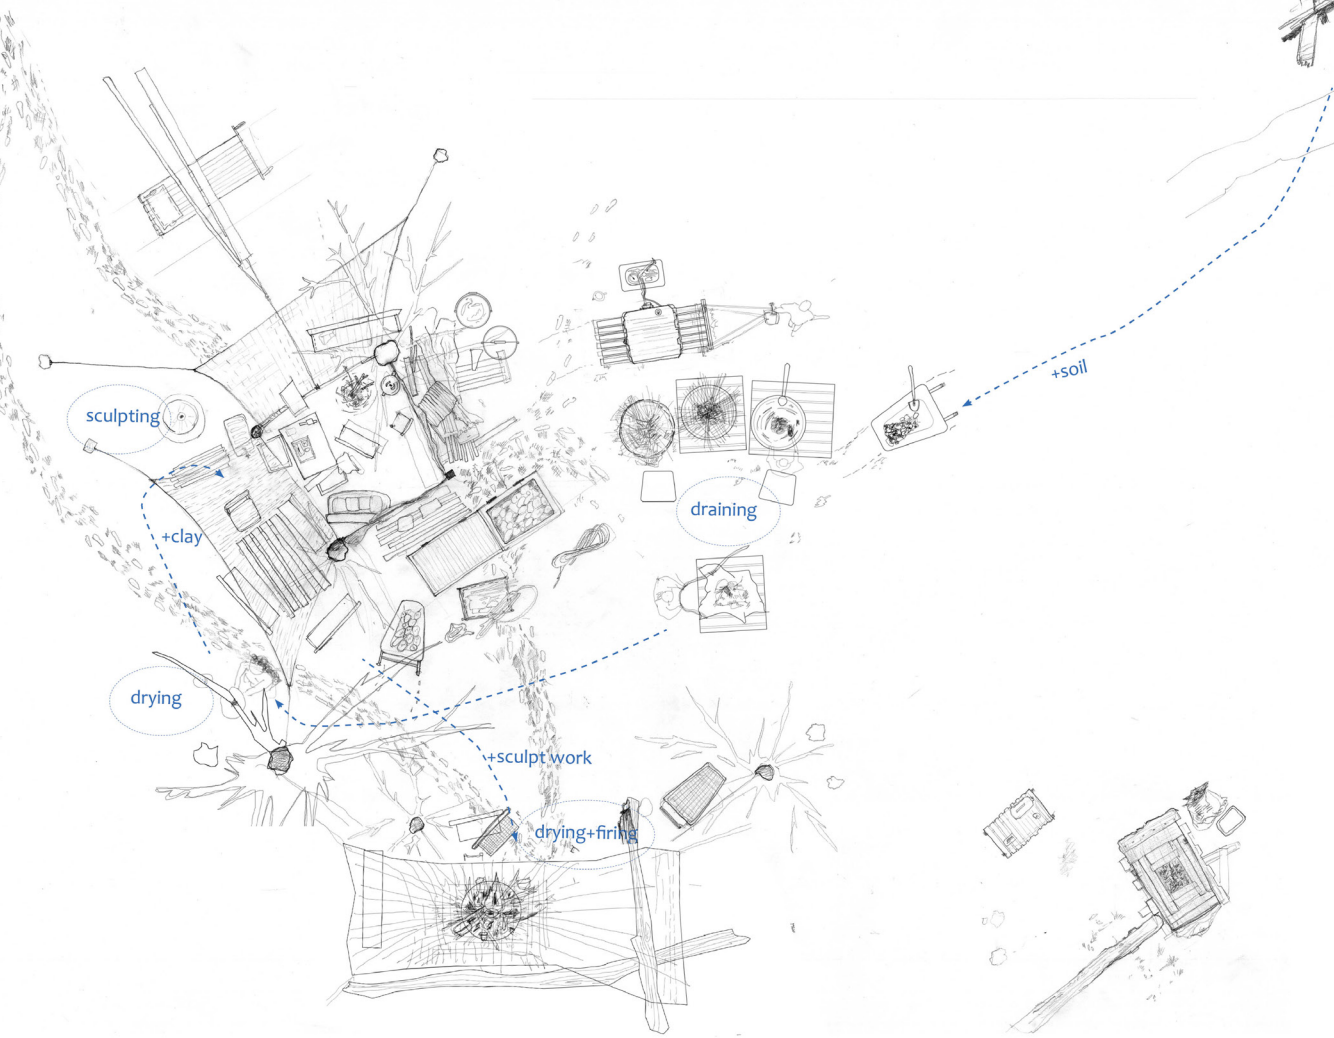 +soil
sculpting
draining
+clay
drying
+sculpt work
drying+firing